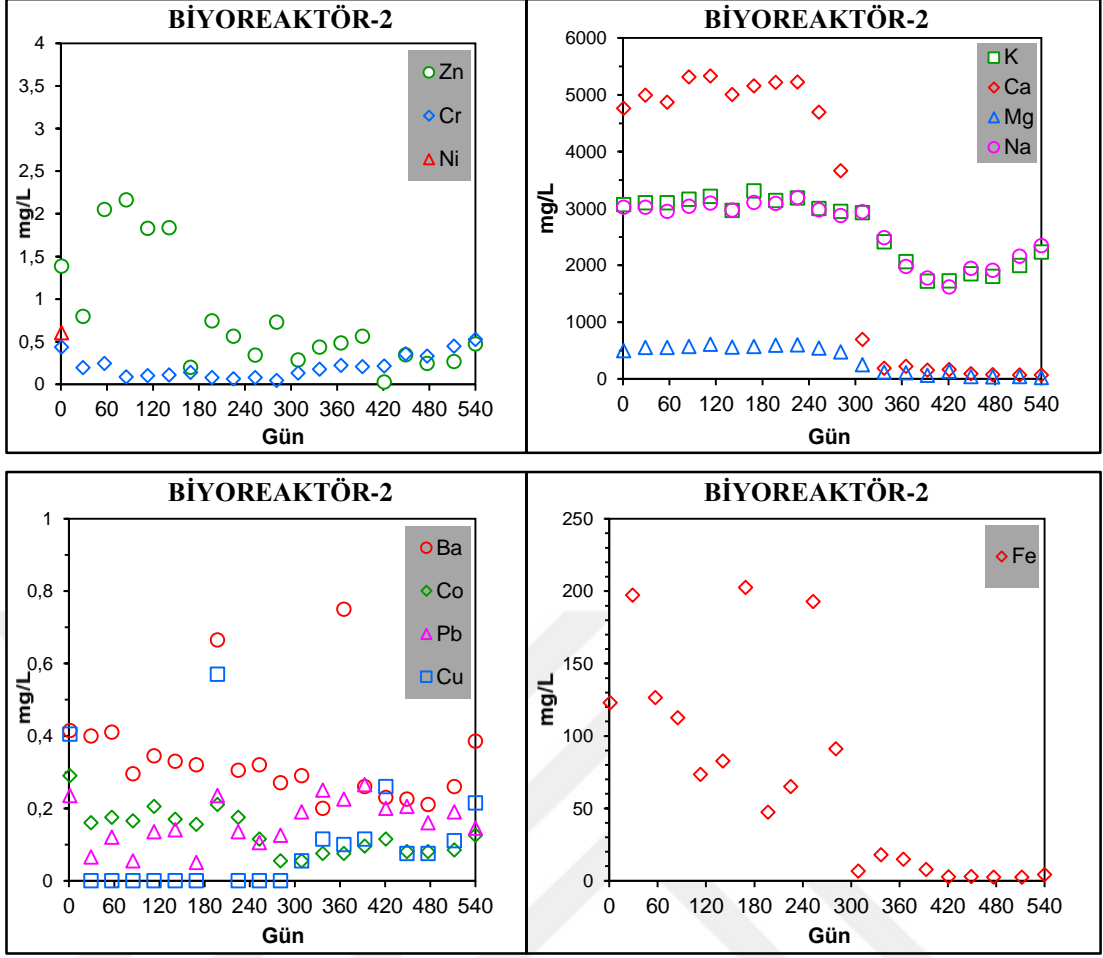 BİYOREAKTÖR-2
4
3,5
3
2,5
2
1,5
1
0,5
0
mg/L
0 60 120 180 240 300 360 420 480 540
Gün
Zn
Cr
Ni
BİYOREAKTÖR-2
6000
5000
4000
3000
2000
1000
0
mg/L
0 60 120 180 240 300 360 420 480 540
Gün
K
Ca
Mg
Na
BİYOREAKTÖR-2
1
0,8
0,6
0,4
0,2
0
mg/L
0 60 120 180 240 300 360 420 480 540
Gün
Ba
Co
Pb
Cu
BİYOREAKTÖR-2
250
200
150
100
50
0
mg/L
0 60 120 180 240 300 360 420 480 540
Gün
Fe